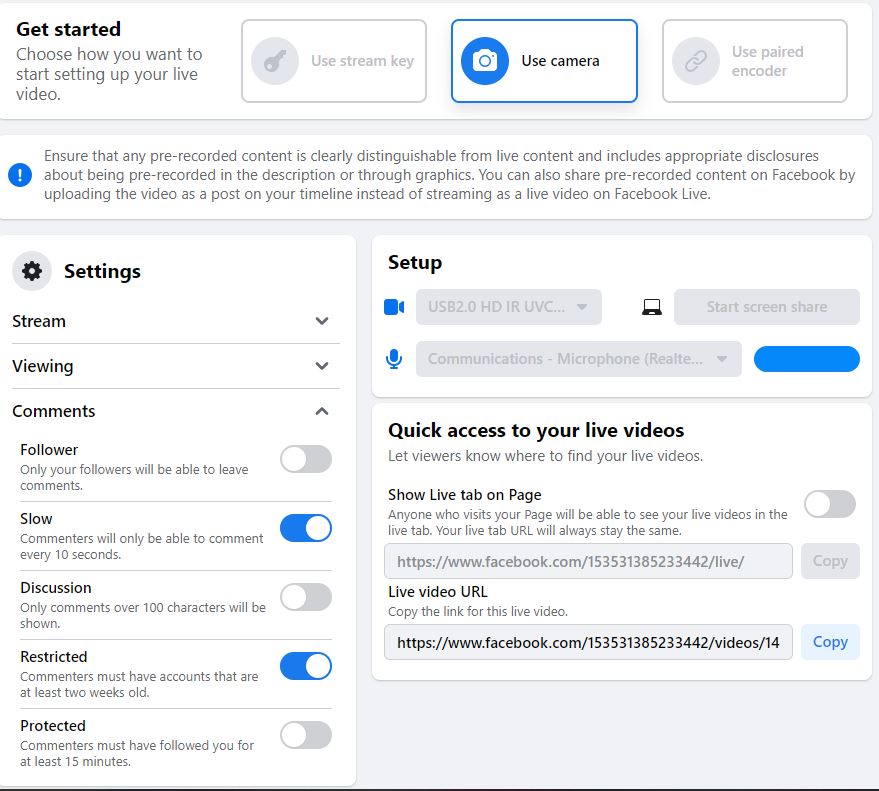 Get started
Choose how you want to
start setting up your live
video.
Use stream key
Use camera
Use paired
encoder
Ensure that any pre-recorded content is clearly distinguishable from live content and includes appropriate disclosures
about being pre-recorded in the description or through graphics. You can also share pre-recorded content on Facebook by
uploading the video as a post on your timeline instead of streaming as a live video on Facebook Live.
Settings
Stream
Viewing
Comments
Follower
Only your followers will be able to leave
comments.
Slow
Commenters will only be able to comment
every 10 seconds.
Discussion
Only comments over 100 characters will be
shown.
Restricted
Commenters must have accounts that are
at least two weeks old.
Protected
Commenters must have followed you for
at least 15 minutes.
Setup
USB2.0 HD IR UVC...
Start screen share
Communications - Microphone (Realte...
Quick access to your live videos
Let viewers know where to find your live videos.
Show Live tab on Page
Anyone who visits your Page will be able to see your live videos in the
live tab. Your live tab URL will always stay the same.
https://www.facebook.com/153531385233442/live/
Copy
Live video URL
Copy the link for this live video.
https://www.facebook.com/153531385233442/videos/14
Copy